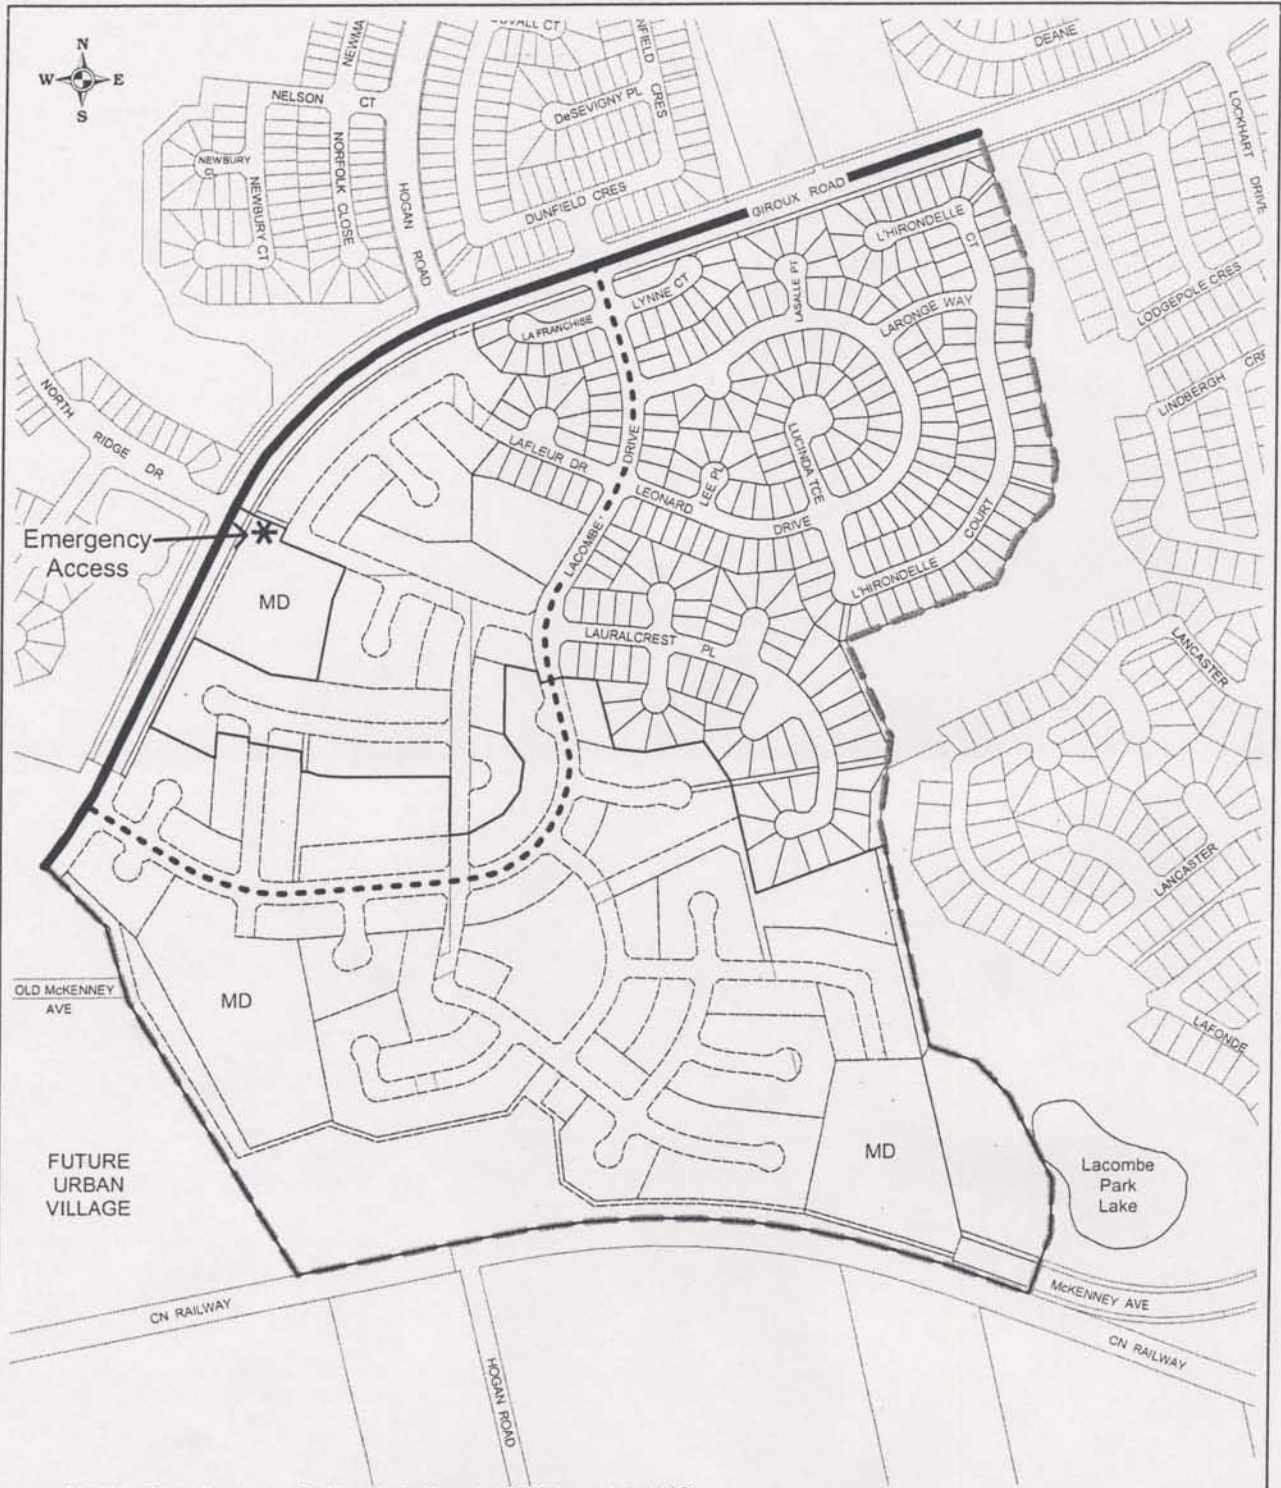 N
W E
S
NEWMA
NELSON CT
NORFOLK CLOSE
NEWBURY CT
NEWBURY CT
HOGAN ROAD
DeSEVIGNY PL
NFIELD CRES
DUNFIELD CRES
DEANE
LOCKHART DRIVE
GIROUX ROAD
L'HIRONDELLE CT
LODGEPOLE CRES
LINDBERGH CRE
LYNNE CT
LASALLE PT
LARONGE WAY
LA FRANCHISE
NORTH RIDGE DR
LAFLEUR DR
LACOMBE DRIVE
LEE PL
LUCINDA TCE
LEONARD DRIVE
L'HIRONDELLE COURT
Emergency
Access
MD
LAURALCREST PL
LANCASTER
LANCASTER
LAFONDE
OLD McKENNEY
AVE
MD
MD
FUTURE
URBAN
VILLAGE
Lacombe
Park
Lake
McKENNEY AVE
CN RAILWAY
CN RAILWAY
HOGAN ROAD